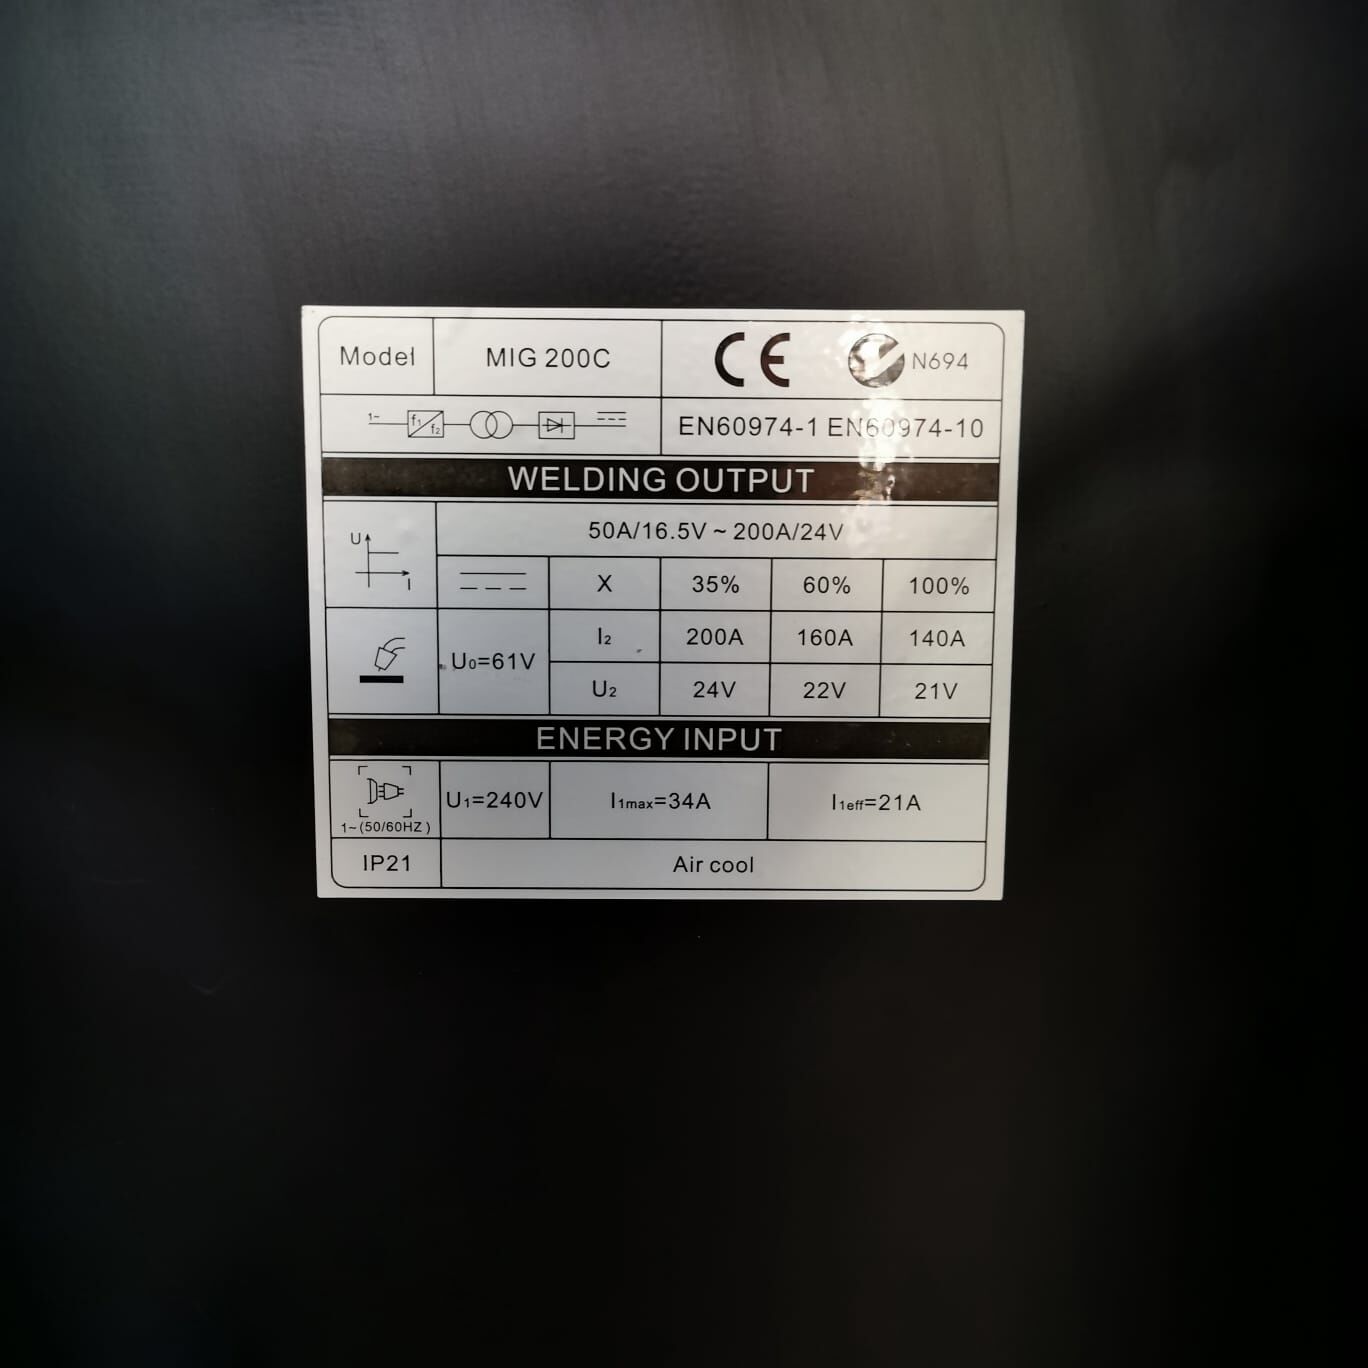 Model MIG 200C CE N694
1~ f1/f2 EN60974-1 EN60974-10
WELDING OUTPUT
U I 50A/16.5V ~ 200A/24V
X 35% 60% 100%
U0=61V I2 200A 160A 140A
U2 24V 22V 21V
ENERGY INPUT
1~(50/60HZ) U1=240V I1max=34A I1eff=21A
IP21 Air cool